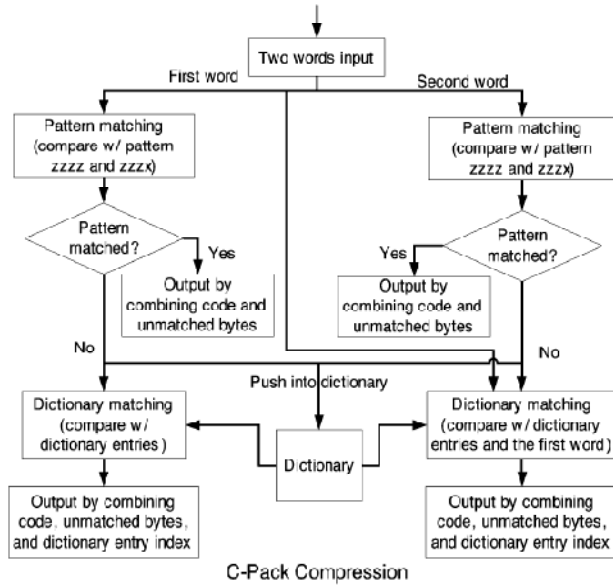 Two words input
First word
Second word
Pattern matching
(compare w/ pattern
zzzz and zzzx)
Pattern matching
(compare w/ pattern
zzzz and zzzx)
Pattern
matched?
Yes
Output by
combining code and
unmatched bytes
Pattern
matched?
Yes
Output by
combining code and
unmatched bytes
No
No
Push into dictionary
Dictionary matching
(compare w/
dictionary entries)
Dictionary
Dictionary matching
(compare w/ dictionary
entries and the first word)
Output by combining
code, unmatched bytes,
and dictionary entry index
Output by combining
code, unmatched bytes,
and dictionary entry index
C-Pack Compression